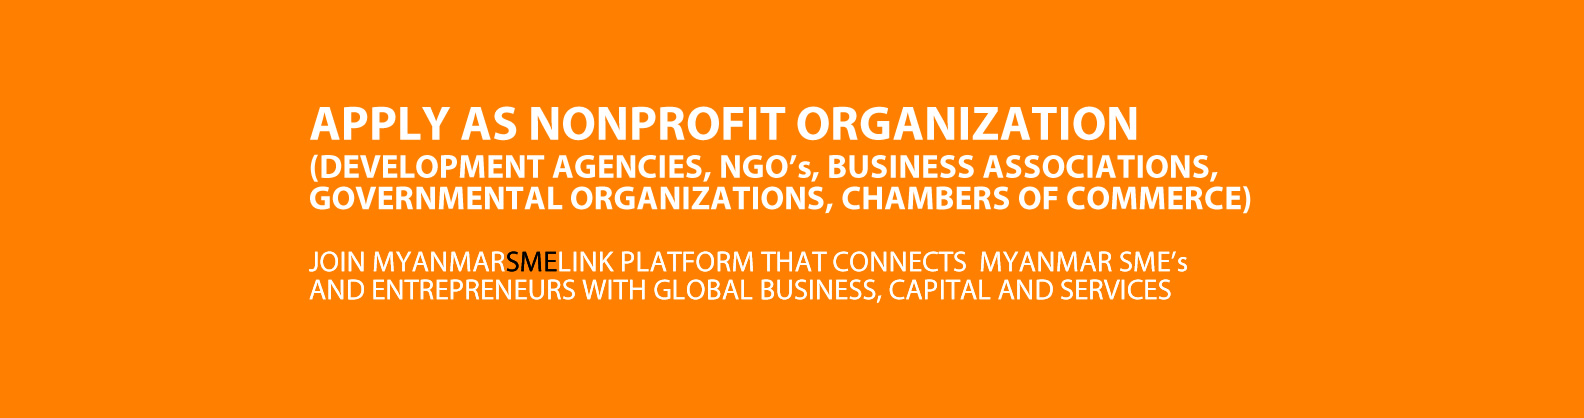 APPLY AS NONPROFIT ORGANIZATION
(DEVELOPMENT AGENCIES, NGO’s, BUSINESS ASSOCIATIONS,
GOVERNMENTAL ORGANIZATIONS, CHAMBERS OF COMMERCE)
JOIN MYANMARSMELINK PLATFORM THAT CONNECTS  MYANMAR SME’s
AND ENTREPRENEURS WITH GLOBAL BUSINESS, CAPITAL AND SERVICES